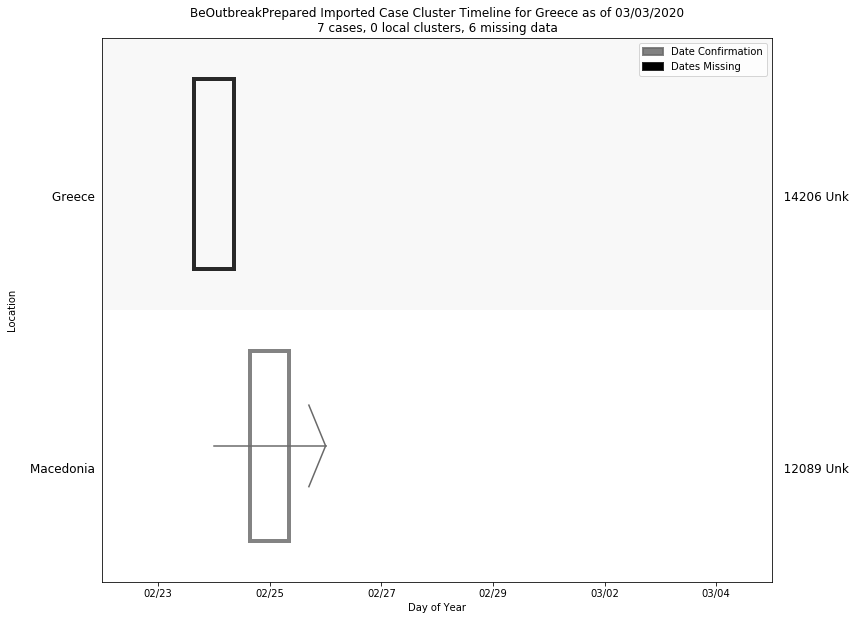 BeOutbreakPrepared Imported Case Cluster Timeline for Greece as of 03/03/2020
7 cases, 0 local clusters, 6 missing data
Date Confirmation
Dates Missing
Greece
14206 Unk
Location
Macedonia
12089 Unk
02/23 02/25 02/27 02/29 03/02 03/04
Day of Year